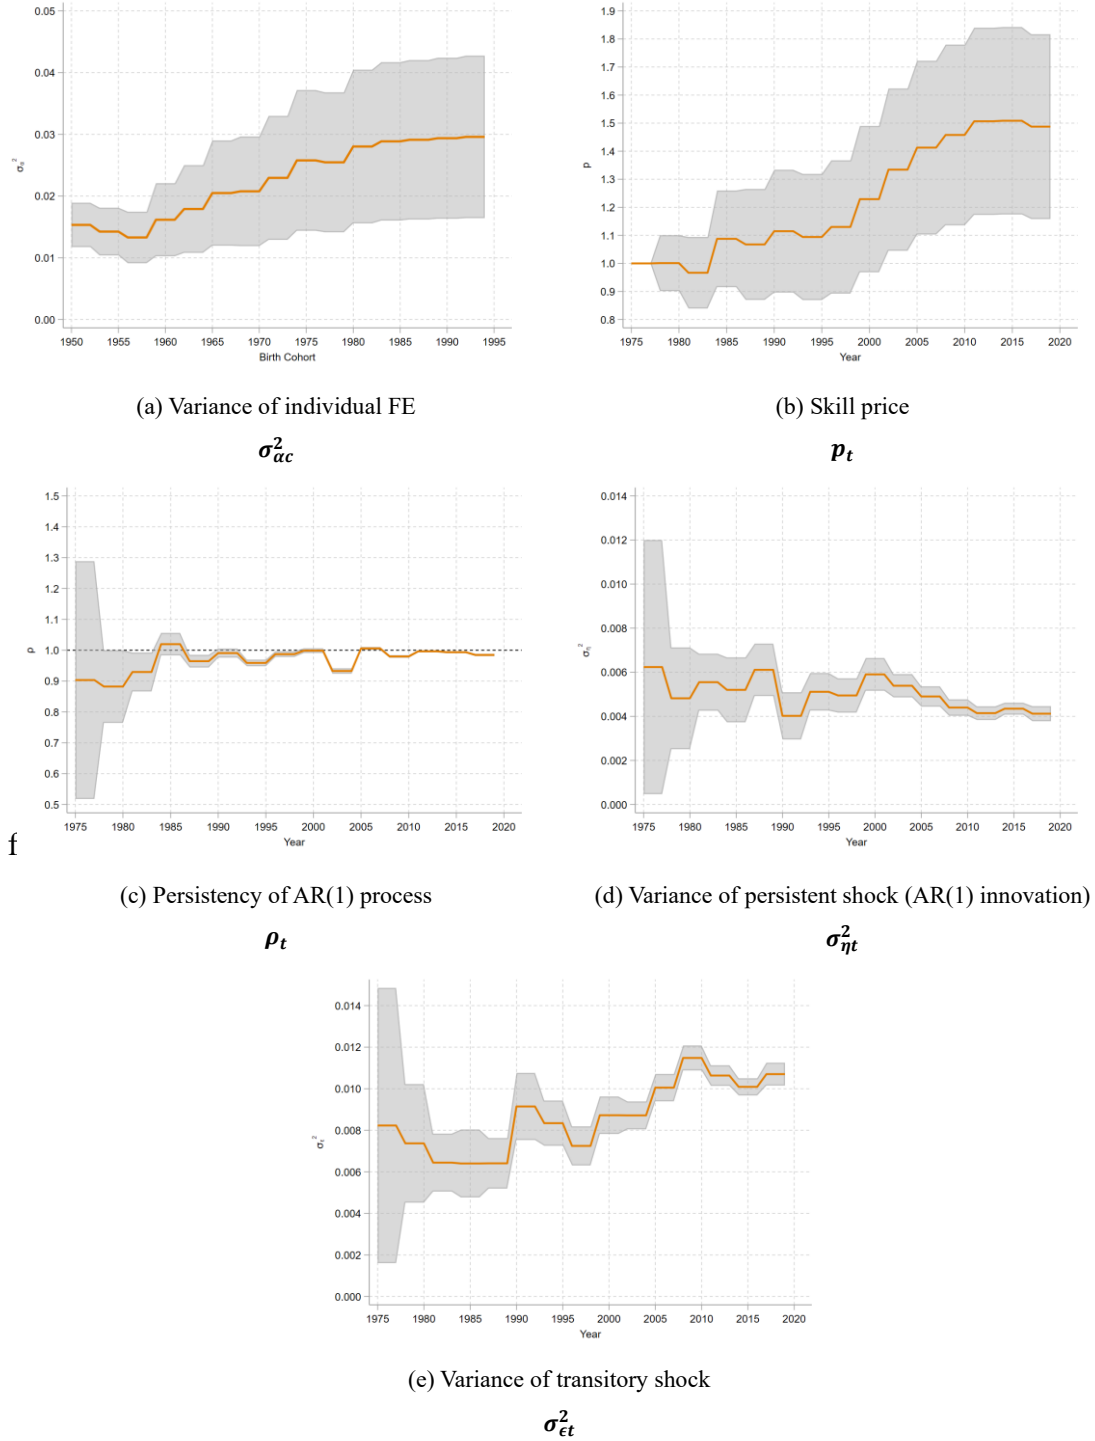 0.05
0.04
0.03
0.02
0.01
0.00
1950 1955 1960 1965 1970 1975 1980 1985 1990 1995
Birth Cohort
(a) Variance of individual FE
σ²αc
1.9
1.8
1.7
1.6
1.5
1.4
1.3
1.2
1.1
1.0
0.9
0.8
p
1975 1980 1985 1990 1995 2000 2005 2010 2015 2020
Year
(b) Skill price
pt
1.5
1.4
1.3
1.2
1.1
1.0
0.9
0.8
0.7
0.6
0.5
ρ
1975 1980 1985 1990 1995 2000 2005 2010 2015 2020
Year
f
(c) Persistency of AR(1) process
ρt
0.014
0.012
0.010
0.008
0.006
0.004
0.002
0.000
1975 1980 1985 1990 1995 2000 2005 2010 2015 2020
Year
(d) Variance of persistent shock (AR(1) innovation)
σ²ηt
0.014
0.012
0.010
0.008
0.006
0.004
0.002
0.000
1975 1980 1985 1990 1995 2000 2005 2010 2015 2020
Year
(e) Variance of transitory shock
σ²ϵt